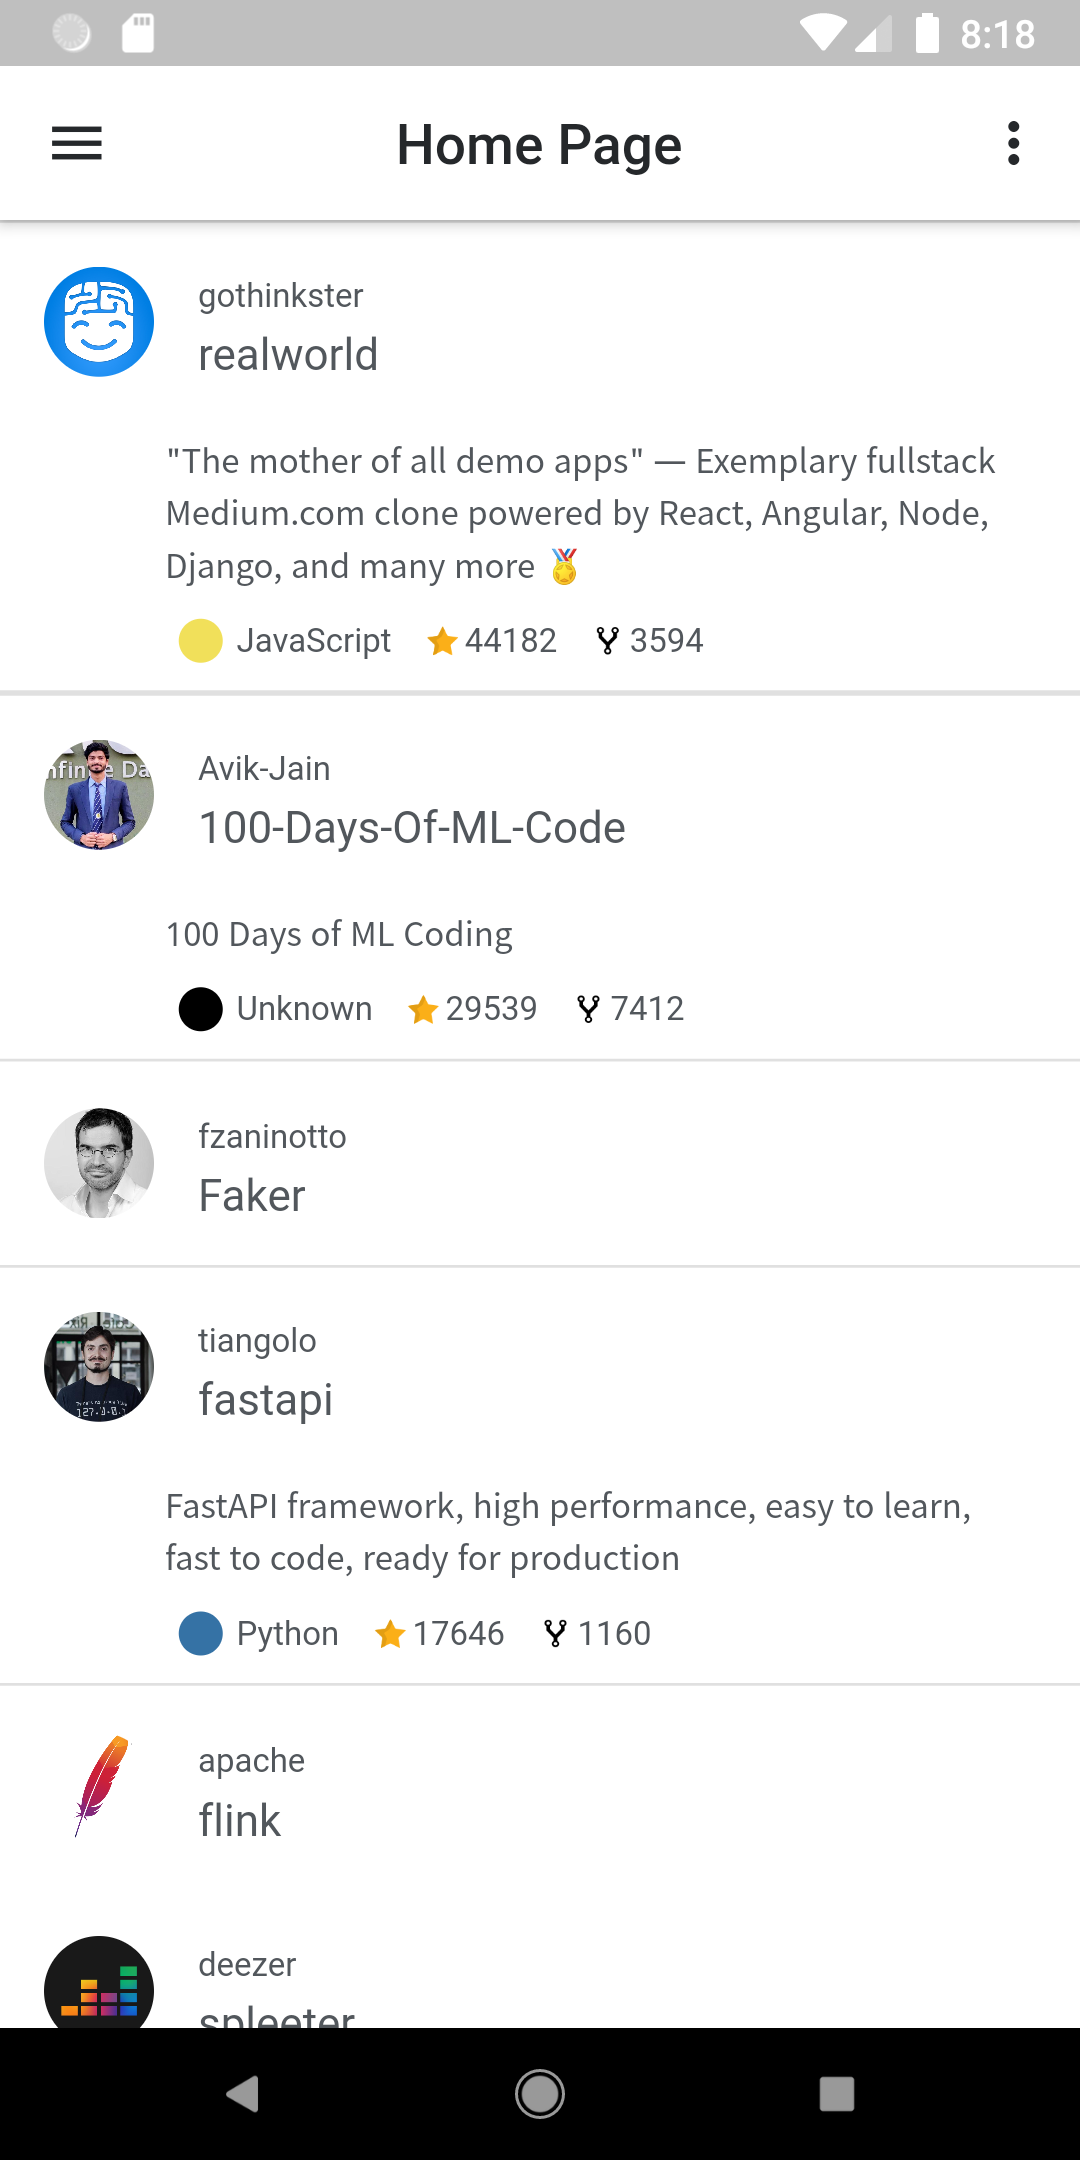 8:18
Home Page
gothinkster
realworld
"The mother of all demo apps" — Exemplary fullstack
Medium.com clone powered by React, Angular, Node,
Django, and many more 🏅
JavaScript 44182 3594
Avik-Jain
100-Days-Of-ML-Code
100 Days of ML Coding
Unknown 29539 7412
fzaninotto
Faker
tiangolo
fastapi
FastAPI framework, high performance, easy to learn,
fast to code, ready for production
Python 17646 1160
apache
flink
deezer
spleeter